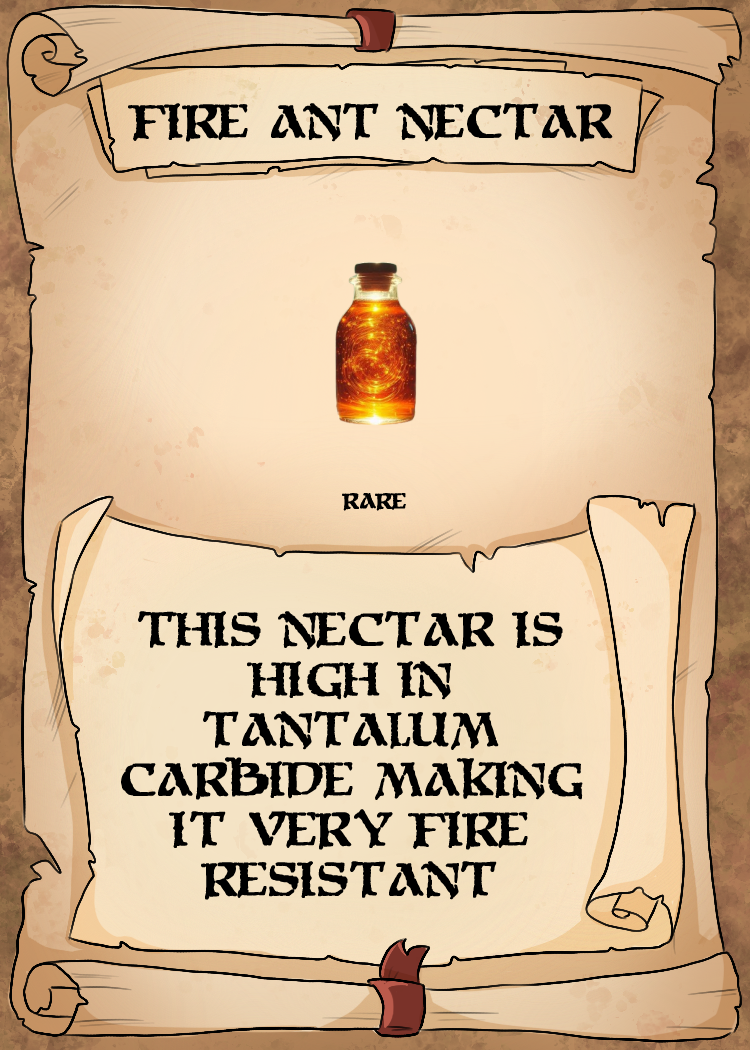 FIRE ANT NECTAR
RARE
THIS NECTAR IS
HIGH IN
TANTALUM
CARBIDE MAKING
IT VERY FIRE
RESISTANT